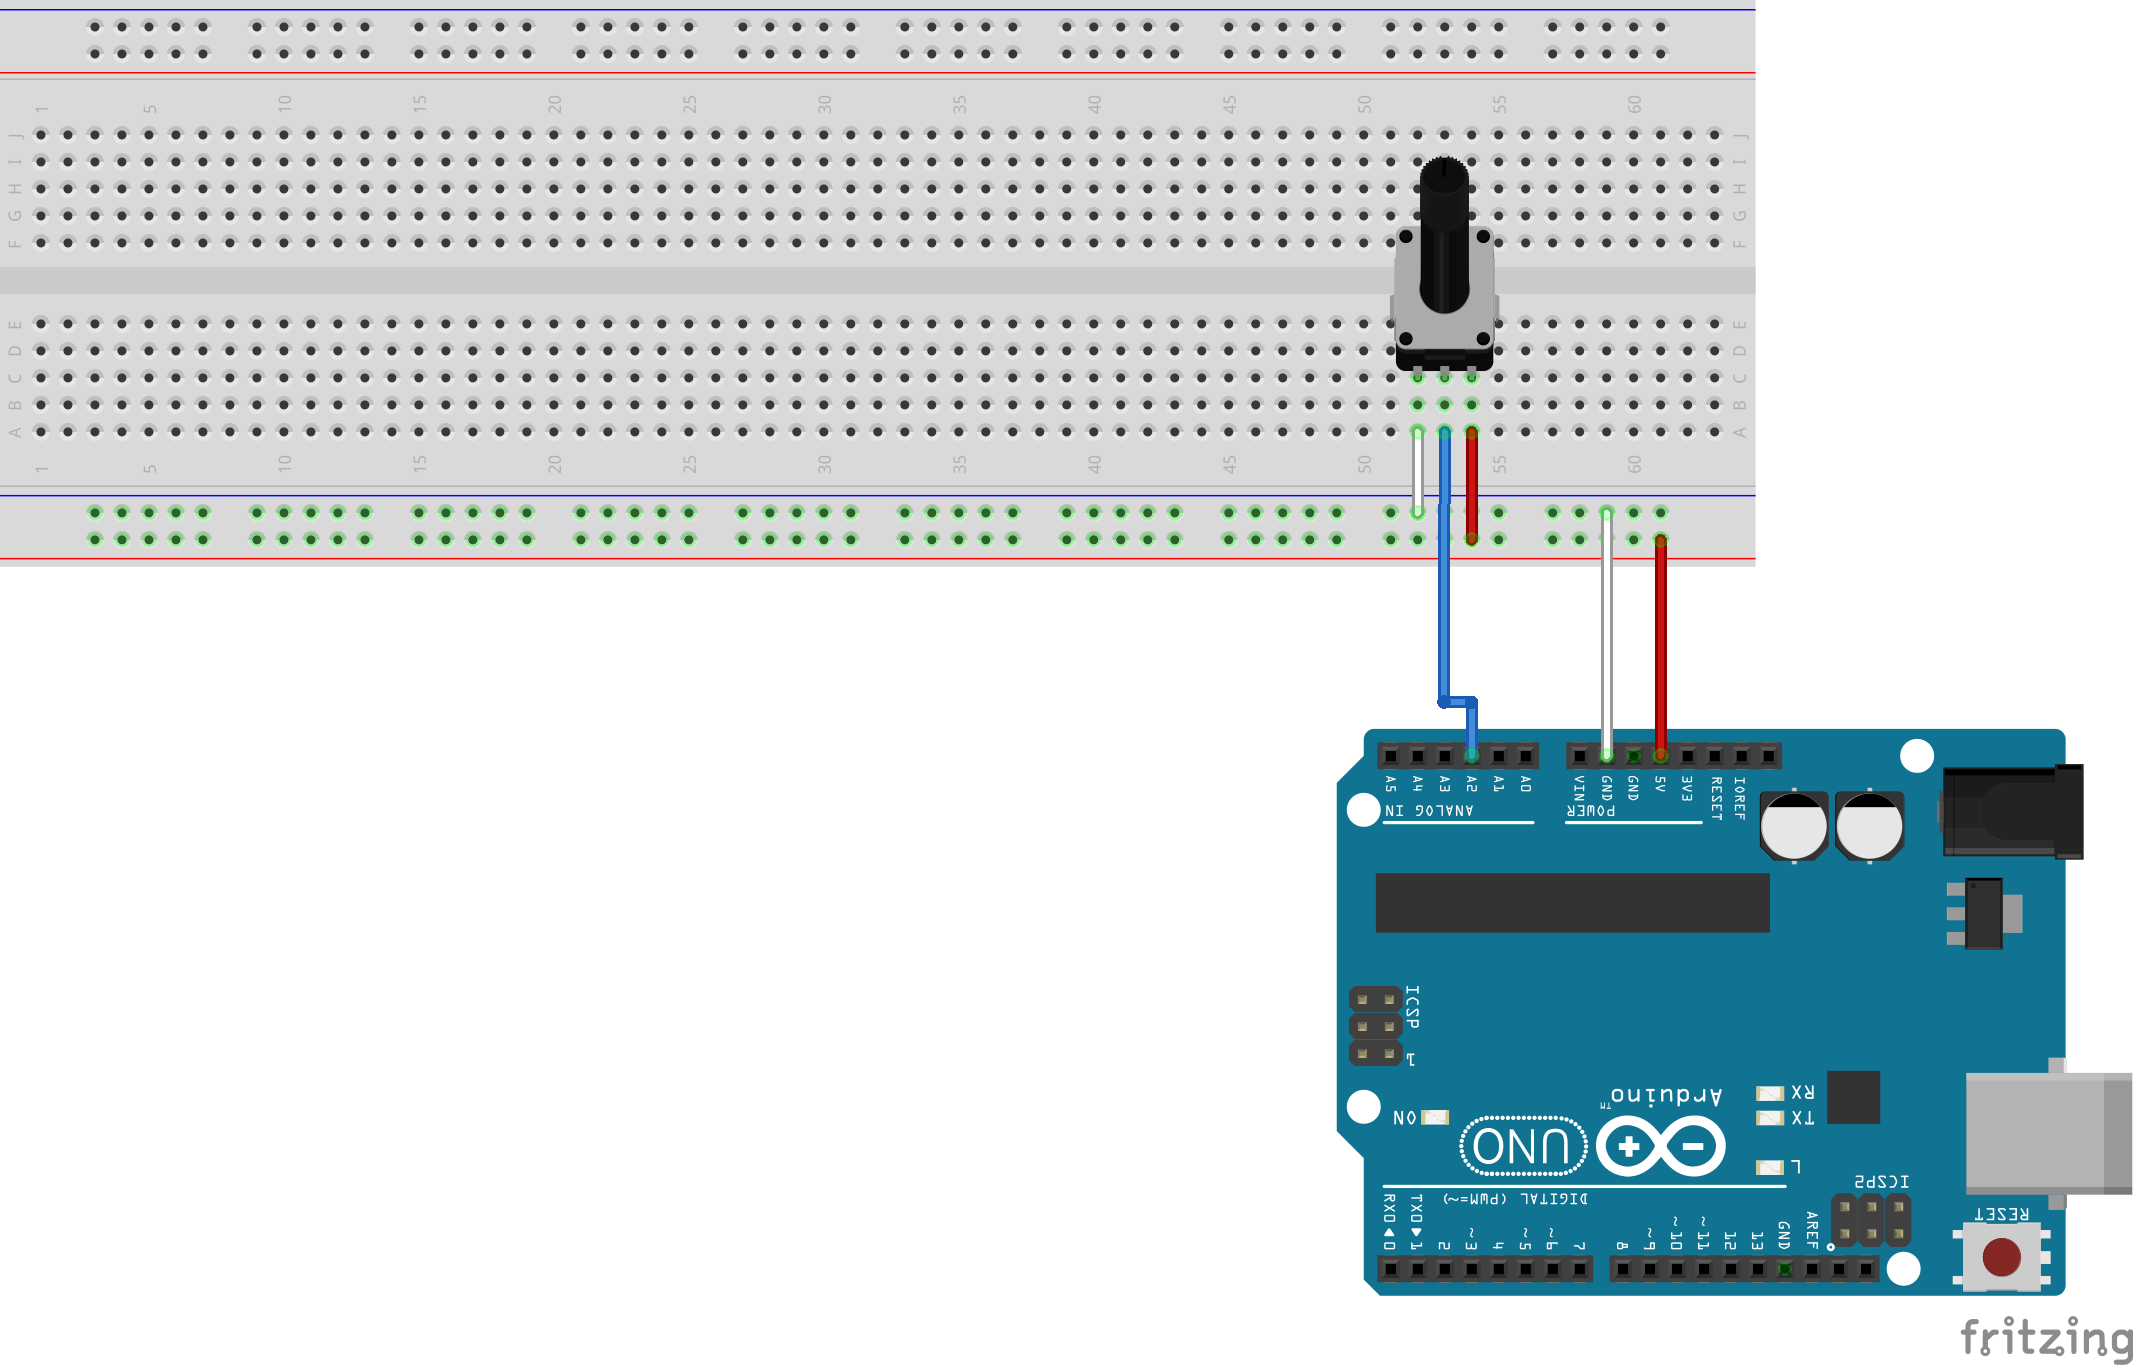 1 5 10 15 20 25 30 35 40 45 50 55 60
J J
I I
H H
G G
F F
E E
D D
C C
B B
A A
1 5 10 15 20 25 30 35 40 45 50 55 60
A5 A4 A3 A2 A1 A0 VIN GND GND 5V 3V3 RESET IOREF
ANALOG IN
POWER
ICSP
1
Arduino™
RX
ON
TX
UNO
L
ICSP2
DIGITAL (PWM=~)
RESET
RX0◀0 TX0▶1 2 ~3 4 ~5 ~6 7 8 ~9 ~10 ~11 12 13 GND AREF
fritzing